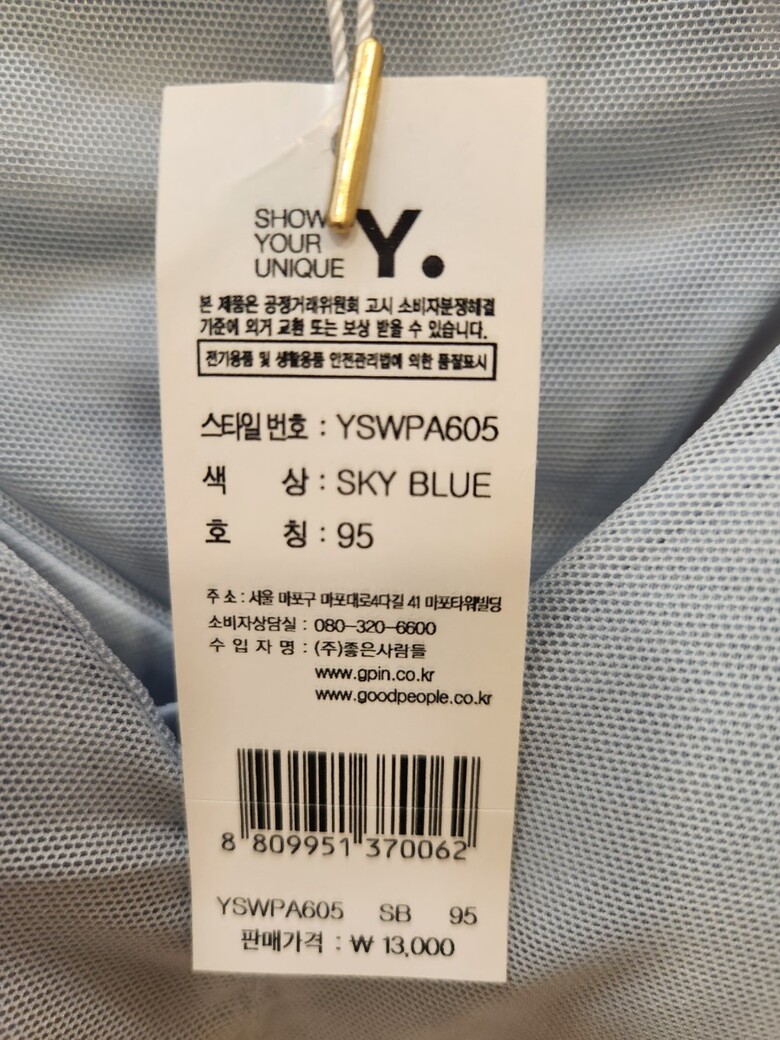 SHOW
YOUR
UNIQUE
Y.
본 제품은 공정거래위원회 고시 소비자분쟁해결
기준에 의거 교환 또는 보상 받을 수 있습니다.
전기용품 및 생활용품 안전관리법에 의한 품질표시
스타일 번호 : YSWPA605
색 상 : SKY BLUE
호 칭 : 95
주 소 : 서울 마포구 마포대로4다길 41 마포타워빌딩
소비자상담실 : 080-320-6600
수 입 자 명 : (주)좋은사람들
www.gpin.co.kr
www.goodpeople.co.kr
8 809951 370062
YSWPA605 SB 95
판매가격 : ₩ 13,000